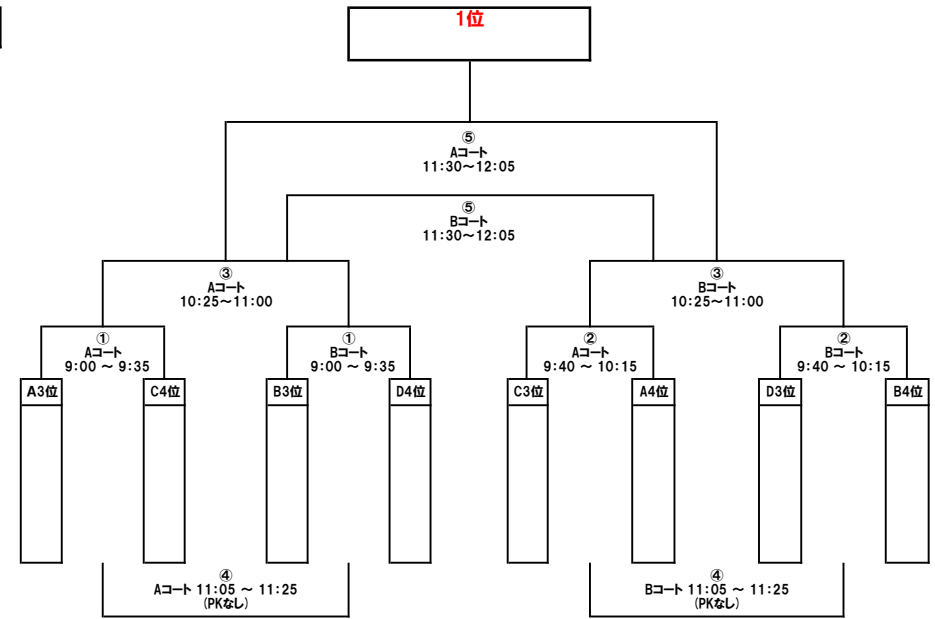 1位
⑤
Aコート
11:30～12:05
⑤
Bコート
11:30～12:05
③
Aコート
10:25～11:00
③
Bコート
10:25～11:00
①
Aコート
9:00 ～ 9:35
①
Bコート
9:00 ～ 9:35
②
Aコート
9:40 ～ 10:15
②
Bコート
9:40 ～ 10:15
A3位
C4位
B3位
D4位
C3位
A4位
D3位
B4位
④
Aコート 11:05 ～ 11:25
(PKなし)
④
Bコート 11:05 ～ 11:25
(PKなし)